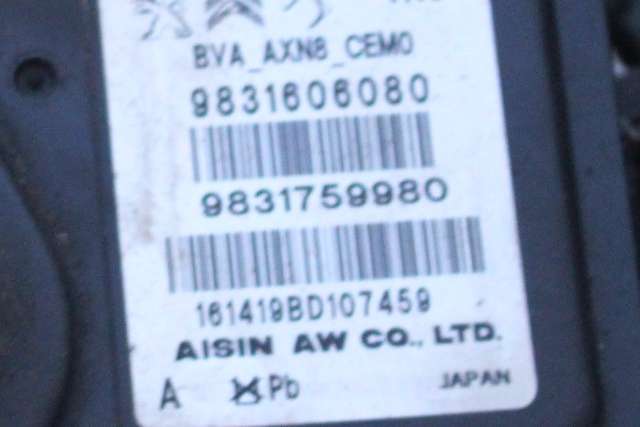 BVA_AXN8_CEM0
9831606080
9831759980
161419BD107459
AISIN AW CO., LTD.
A Pb JAPAN